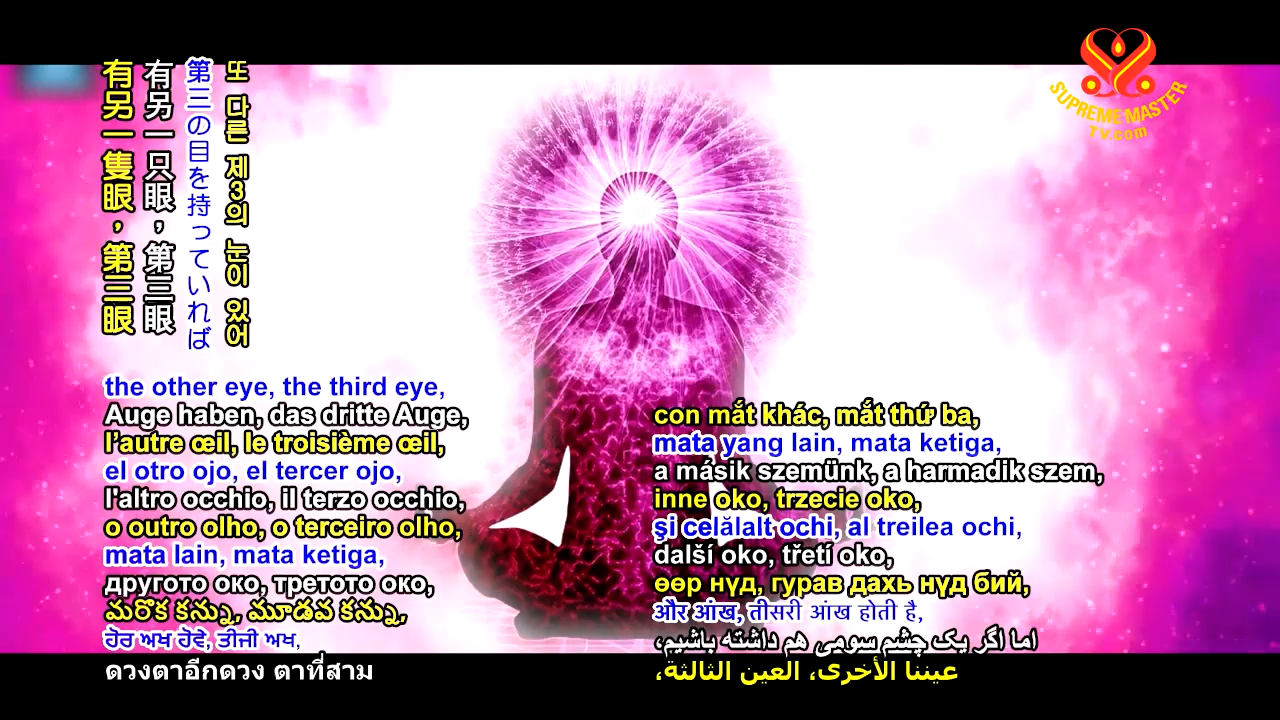 有另一隻眼，第三眼
有另一只眼，第三眼
第三の目を持っていれば
또 다른 제3의 눈이 있어
SUPREME MASTER
TV.com
the other eye, the third eye,
Auge haben, das dritte Auge,
l'autre œil, le troisième œil,
el otro ojo, el tercer ojo,
l'altro occhio, il terzo occhio,
o outro olho, o terceiro olho,
mata lain, mata ketiga,
другото око, третото око,
మరొక కన్ను, మూడవ కన్ను,
ਹੋਰ ਅਖ ਹੋਵੇ, ਤੀਜੀ ਅਖ,
ดวงตาอีกดวง ตาที่สาม
con mắt khác, mắt thứ ba,
mata yang lain, mata ketiga,
a másik szemünk, a harmadik szem,
inne oko, trzecie oko,
şi celălalt ochi, al treilea ochi,
další oko, třetí oko,
өөр нүд, гурав дахь нүд бий,
और आंख, तीसरी आंख होती है,
اما اگر یک چشم سومی هم داشته باشیم،
عيننا الأخرى، العين الثالثة،